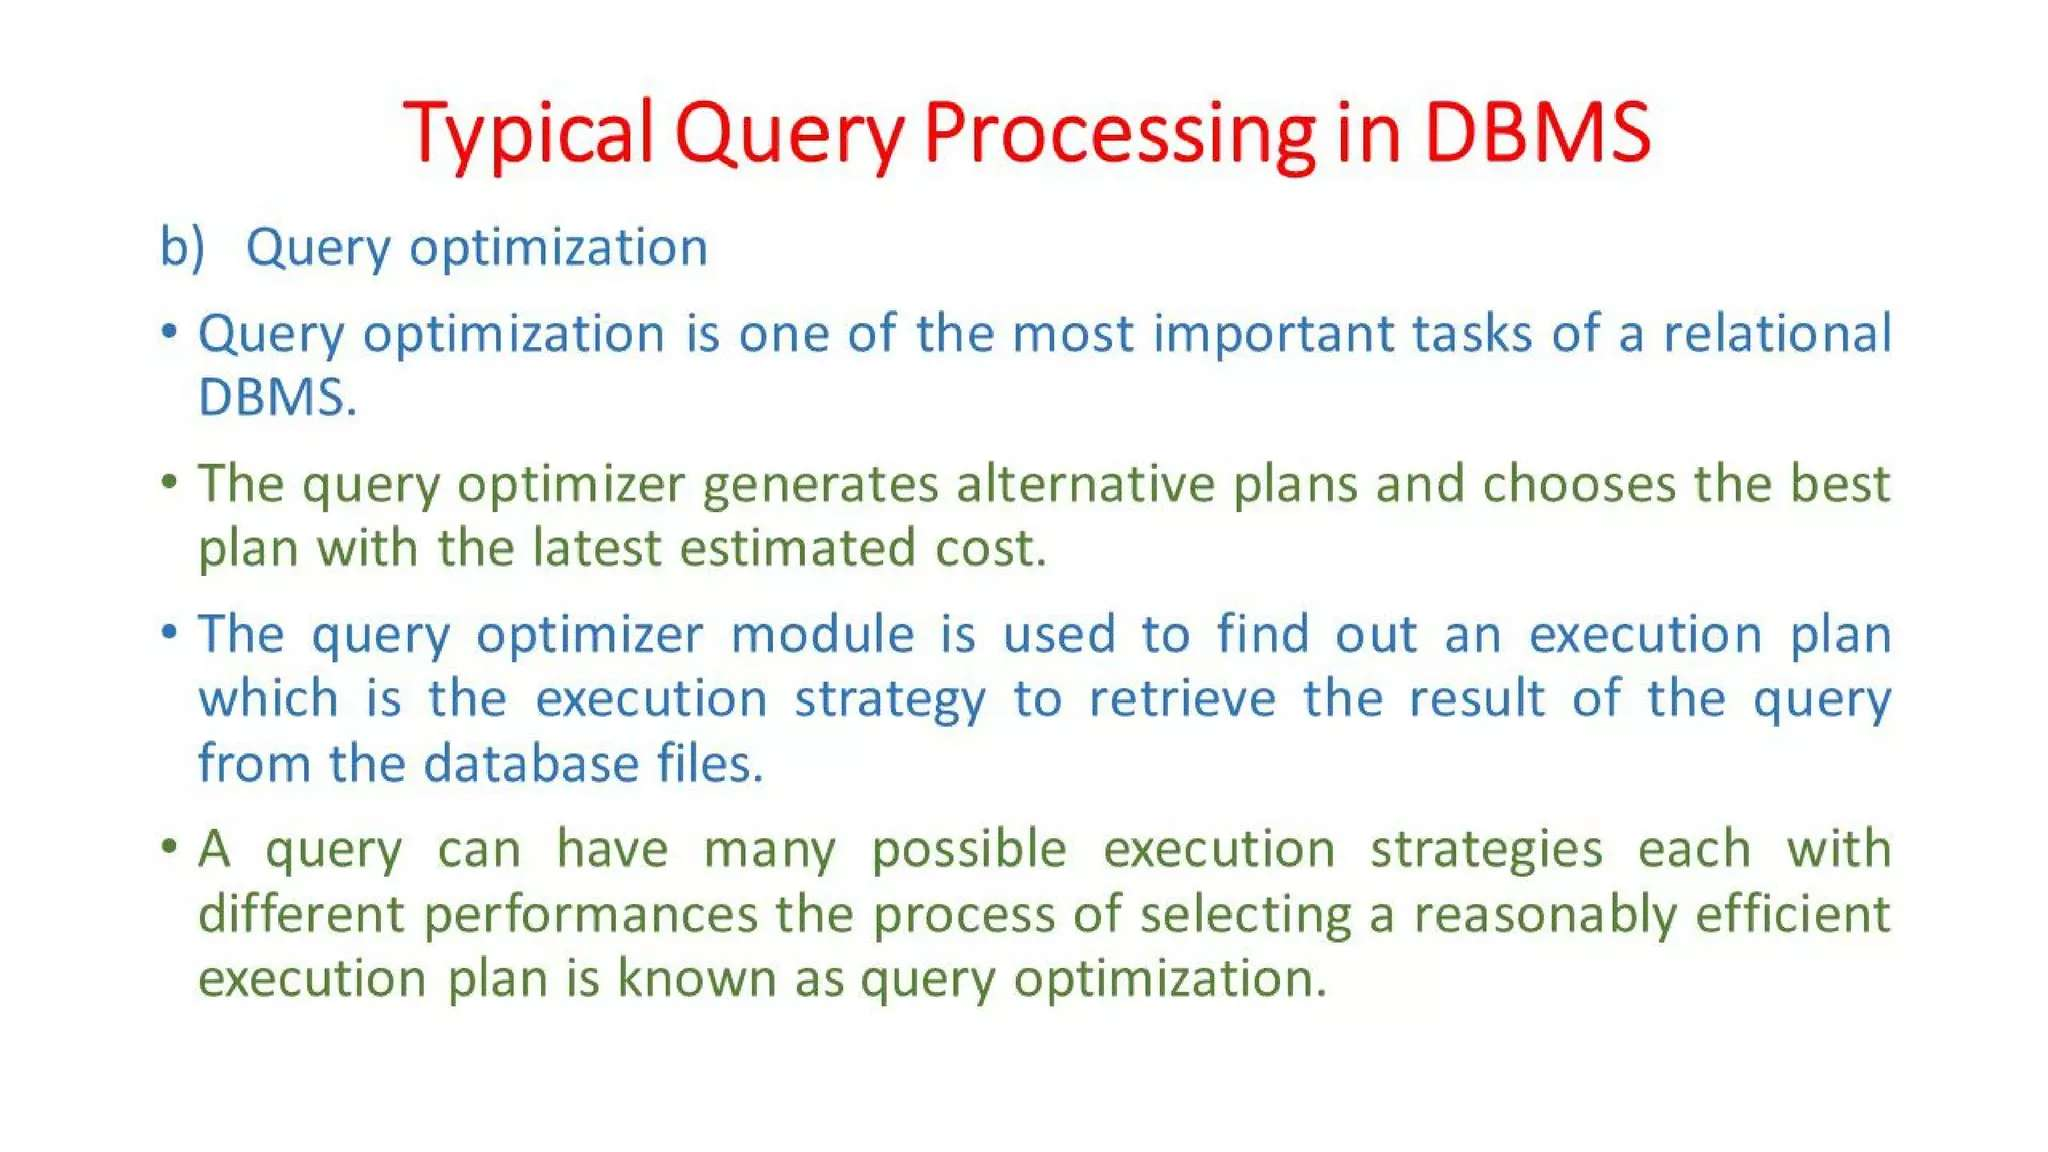 Typical Query Processing in DBMS
b) Query optimization
• Query optimization is one of the most important tasks of a relational
DBMS.
• The query optimizer generates alternative plans and chooses the best
plan with the latest estimated cost.
• The query optimizer module is used to find out an execution plan
which is the execution strategy to retrieve the result of the query
from the database files.
• A query can have many possible execution strategies each with
different performances the process of selecting a reasonably efficient
execution plan is known as query optimization.